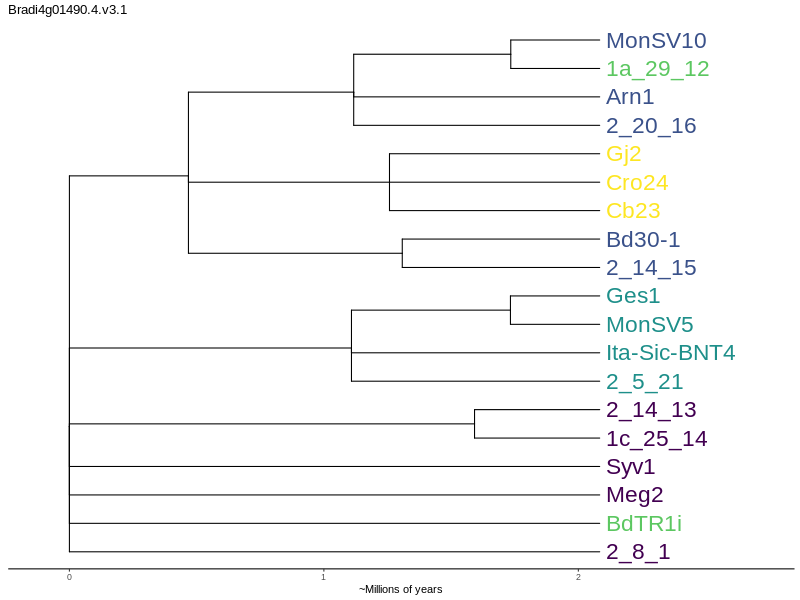 Bradi4g01490.4.v3.1
MonSV10
1a_29_12
Arn1
2_20_16
Gj2
Cro24
Cb23
Bd30-1
2_14_15
Ges1
MonSV5
Ita-Sic-BNT4
2_5_21
2_14_13
1c_25_14
Syv1
Meg2
BdTR1i
2_8_1
0 1 2
~Millions of years